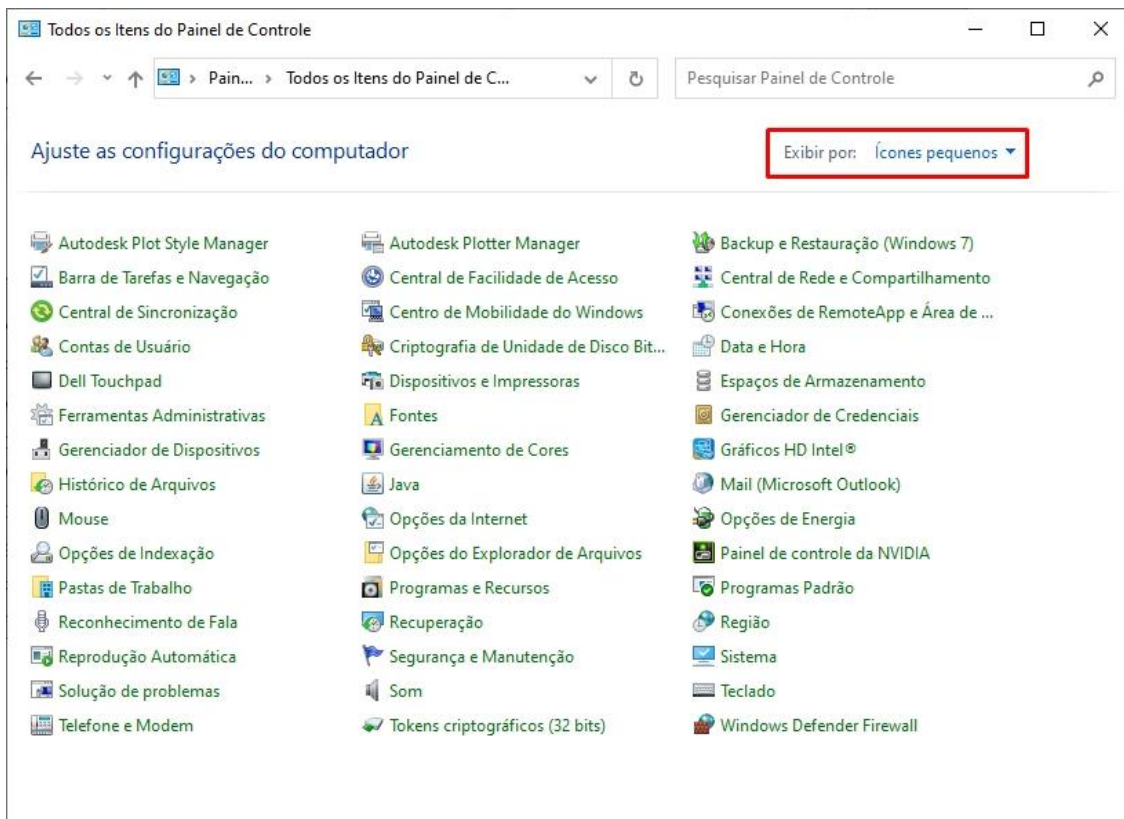 Todos os Itens do Painel de Controle
Pain... › Todos os Itens do Painel de C...
Pesquisar Painel de Controle
Ajuste as configurações do computador
Exibir por: Ícones pequenos
Autodesk Plot Style Manager
Autodesk Plotter Manager
Backup e Restauração (Windows 7)
Barra de Tarefas e Navegação
Central de Facilidade de Acesso
Central de Rede e Compartilhamento
Central de Sincronização
Centro de Mobilidade do Windows
Conexões de RemoteApp e Área de ...
Contas de Usuário
Criptografia de Unidade de Disco Bit...
Data e Hora
Dell Touchpad
Dispositivos e Impressoras
Espaços de Armazenamento
Ferramentas Administrativas
Fontes
Gerenciador de Credenciais
Gerenciador de Dispositivos
Gerenciamento de Cores
Gráficos HD Intel®
Histórico de Arquivos
Java
Mail (Microsoft Outlook)
Mouse
Opções da Internet
Opções de Energia
Opções de Indexação
Opções do Explorador de Arquivos
Painel de controle da NVIDIA
Pastas de Trabalho
Programas e Recursos
Programas Padrão
Reconhecimento de Fala
Recuperação
Região
Reprodução Automática
Segurança e Manutenção
Sistema
Solução de problemas
Som
Teclado
Telefone e Modem
Tokens criptográficos (32 bits)
Windows Defender Firewall